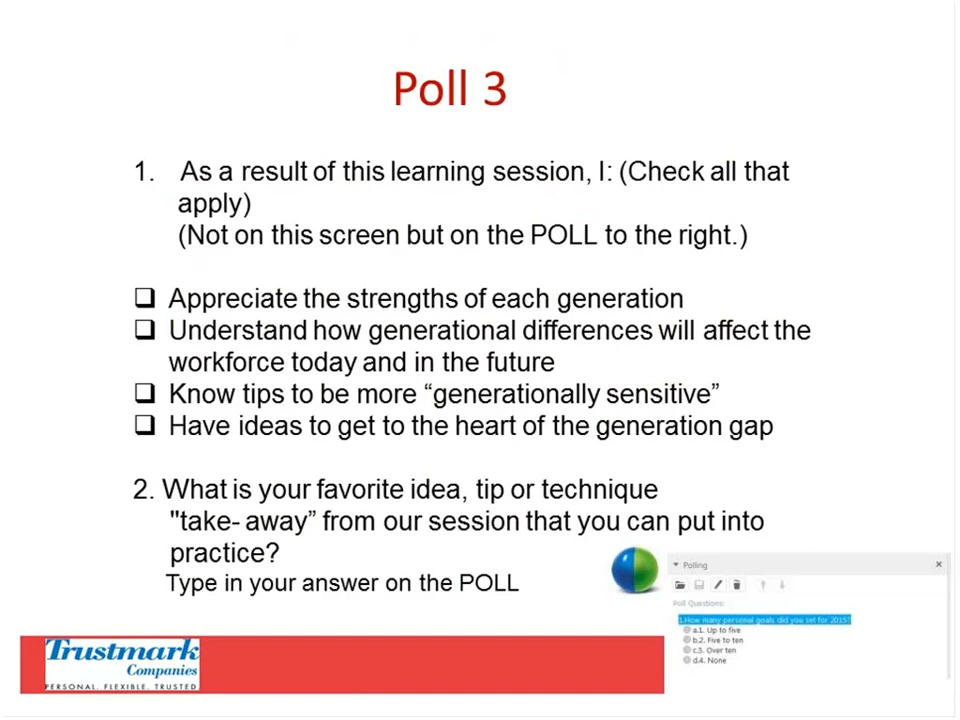 Poll 3
1. As a result of this learning session, I: (Check all that
apply)
(Not on this screen but on the POLL to the right.)
Appreciate the strengths of each generation
Understand how generational differences will affect the
workforce today and in the future
Know tips to be more “generationally sensitive”
Have ideas to get to the heart of the generation gap
2. What is your favorite idea, tip or technique
"take- away” from our session that you can put into
practice?
Type in your answer on the POLL
Polling
Poll Questions:
1.How many personal goals did you set for 2015?
a.1. Up to five
b.2. Five to ten
c.3. Over ten
d.4. None
Trustmark
Companies
PERSONAL. FLEXIBLE. TRUSTED